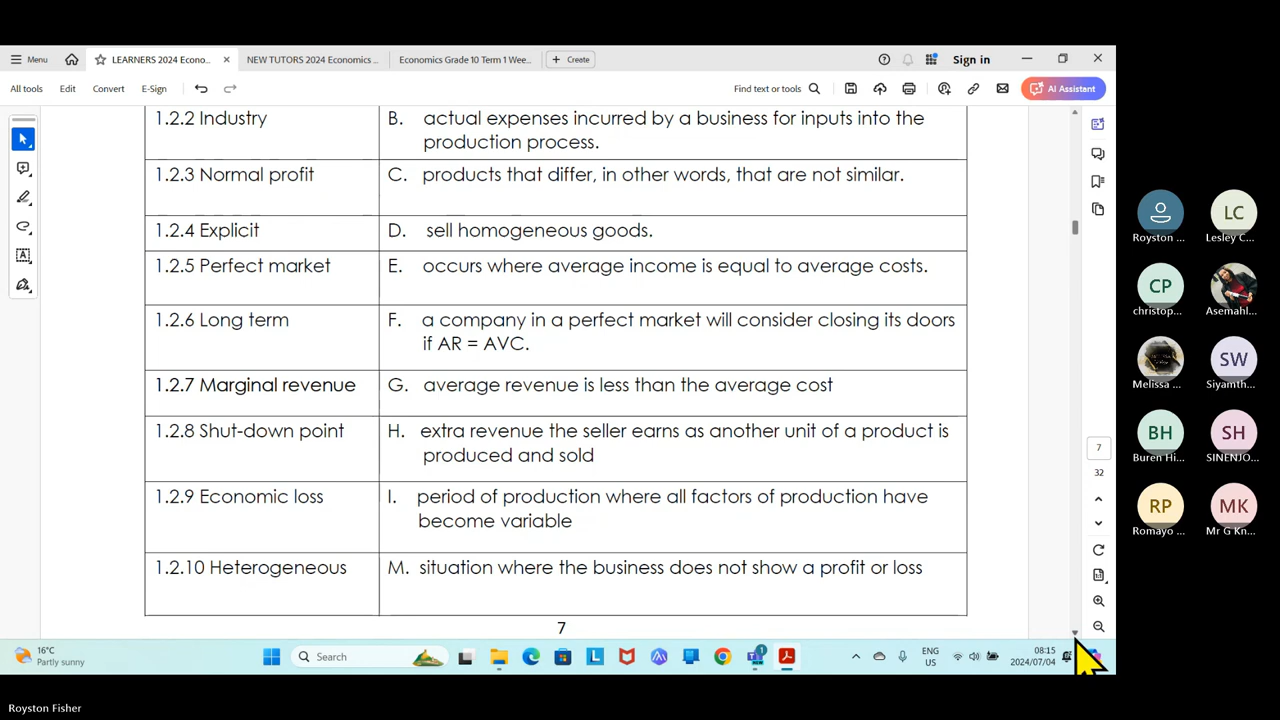 Menu
LEARNERS 2024 Econo...
NEW TUTORS 2024 Economics ...
Economics Grade 10 Term 1 Wee...
Create
Sign in
All tools
Edit
Convert
E-Sign
Find text or tools
AI Assistant
1.2.2 Industry
B. actual expenses incurred by a business for inputs into the
production process.
1.2.3 Normal profit
C. products that differ, in other words, that are not similar.
1.2.4 Explicit
D. sell homogeneous goods.
1.2.5 Perfect market
E. occurs where average income is equal to average costs.
1.2.6 Long term
F. a company in a perfect market will consider closing its doors
if AR = AVC.
1.2.7 Marginal revenue
G. average revenue is less than the average cost
1.2.8 Shut-down point
H. extra revenue the seller earns as another unit of a product is
produced and sold
1.2.9 Economic loss
I. period of production where all factors of production have
become variable
1.2.10 Heterogeneous
M. situation where the business does not show a profit or loss
7
7
32
Royston ...
LC
Lesley C...
CP
christop...
Asemahl...
Melissa ...
SW
Siyamth...
BH
Buren Hi...
SH
SINENJO...
RP
Romayo ...
MK
Mr G Kn...
16°C
Partly sunny
Search
ENG
US
08:15
2024/07/04
Royston Fisher